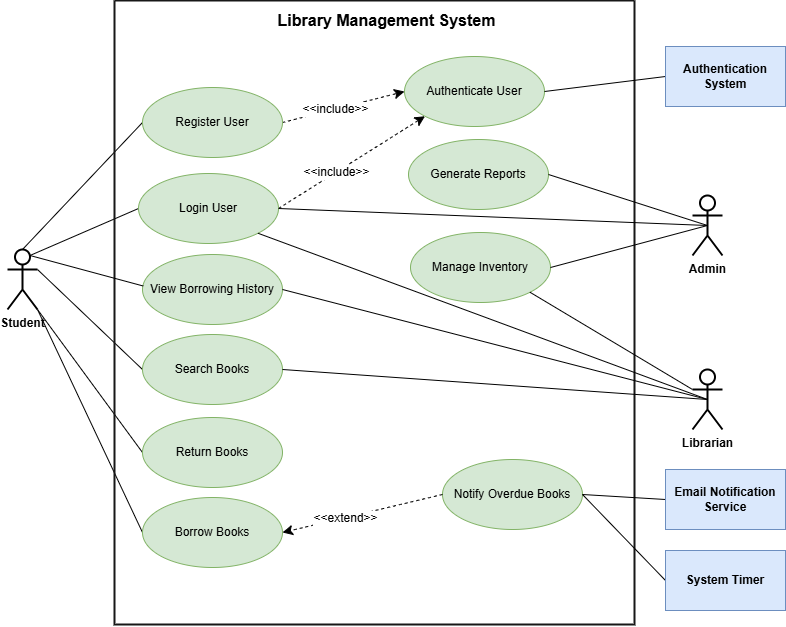 Library Management System
Authentication
System
Authenticate User
<<include>>
Register User
<<include>>
Generate Reports
Login User
Admin
Manage Inventory
View Borrowing History
Student
Search Books
Librarian
Return Books
Notify Overdue Books
Email Notification
Service
<<extend>>
Borrow Books
System Timer